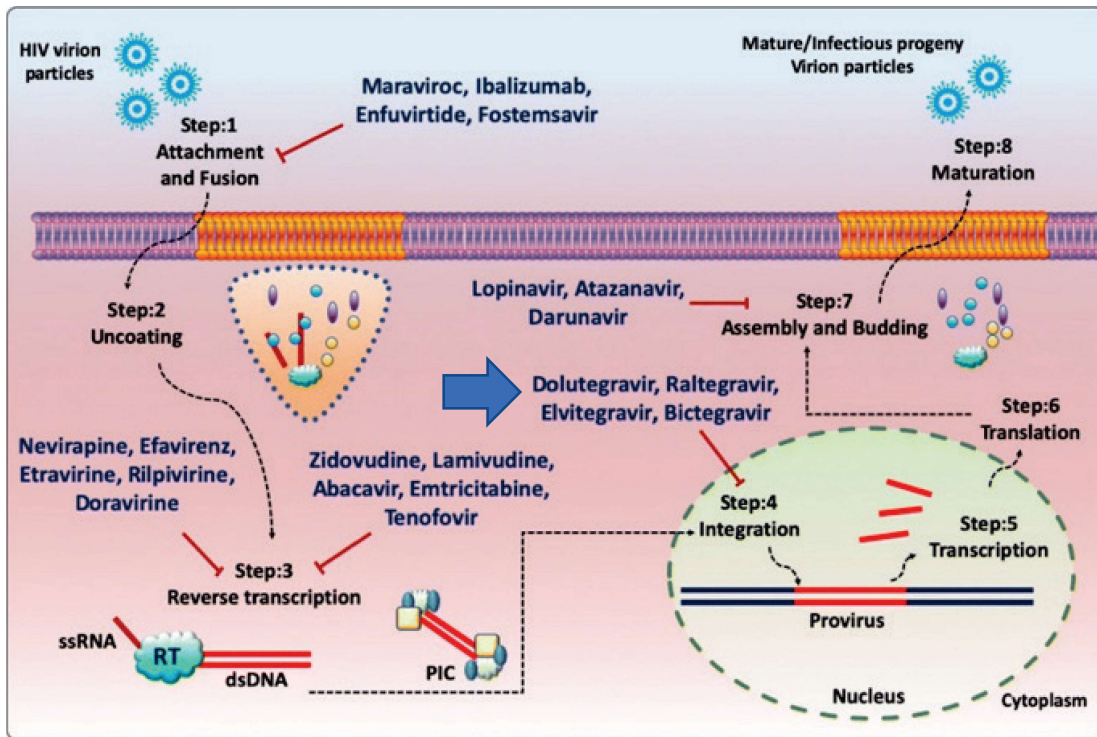 HIV virion
particles
Mature/Infectious progeny
Virion particles
Maraviroc, Ibalizumab,
Enfuvirtide, Fostemsavir
Step:1
Attachment
and Fusion
Step:8
Maturation
Step:2
Uncoating
Lopinavir, Atazanavir,
Darunavir
Step:7
Assembly and Budding
Dolutegravir, Raltegravir,
Elvitegravir, Bictegravir
Step:6
Translation
Nevirapine, Efavirenz,
Etravirine, Rilpivirine,
Doravirine
Zidovudine, Lamivudine,
Abacavir, Emtricitabine,
Tenofovir
Step:4
Integration
Step:5
Transcription
Step:3
Reverse transcription
Provirus
ssRNA
RT
dsDNA
PIC
Nucleus
Cytoplasm